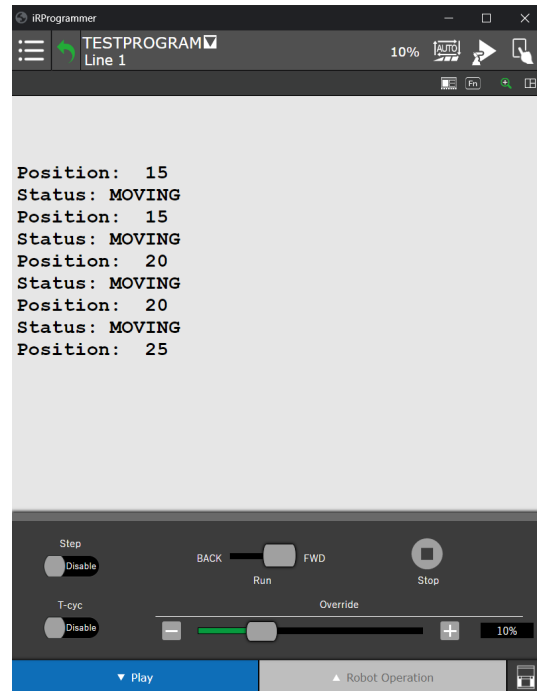 iRProgrammer
TESTPROGRAM
Line 1
10%
AUTO
Fn
Position: 15
Status: MOVING
Position: 15
Status: MOVING
Position: 20
Status: MOVING
Position: 20
Status: MOVING
Position: 25
Step
Disable
BACK
FWD
Run
Stop
T-cyc
Disable
Override
10%
▼ Play
▲ Robot Operation